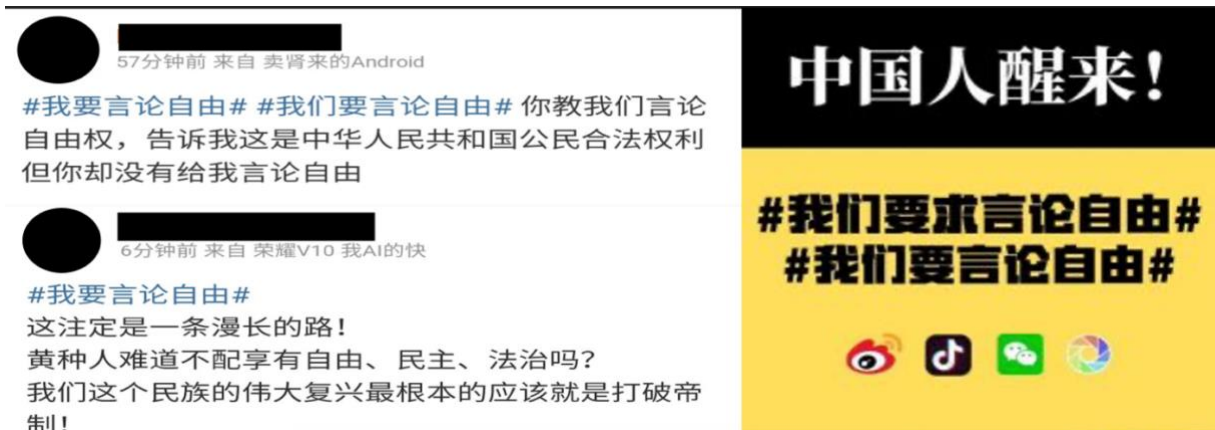 57分钟前 来自 卖肾来的Android
#我要言论自由# #我们要言论自由# 你教我们言论
自由权，告诉我这是中华人民共和国公民合法权利
但你却没有给我言论自由
6分钟前 来自 荣耀V10 我AI的快
#我要言论自由#
这注定是一条漫长的路！
黄种人难道不配享有自由、民主、法治吗？
我们这个民族的伟大复兴最根本的应该就是打破帝
制！
中国人醒来！
#我们要求言论自由#
#我们要言论自由#